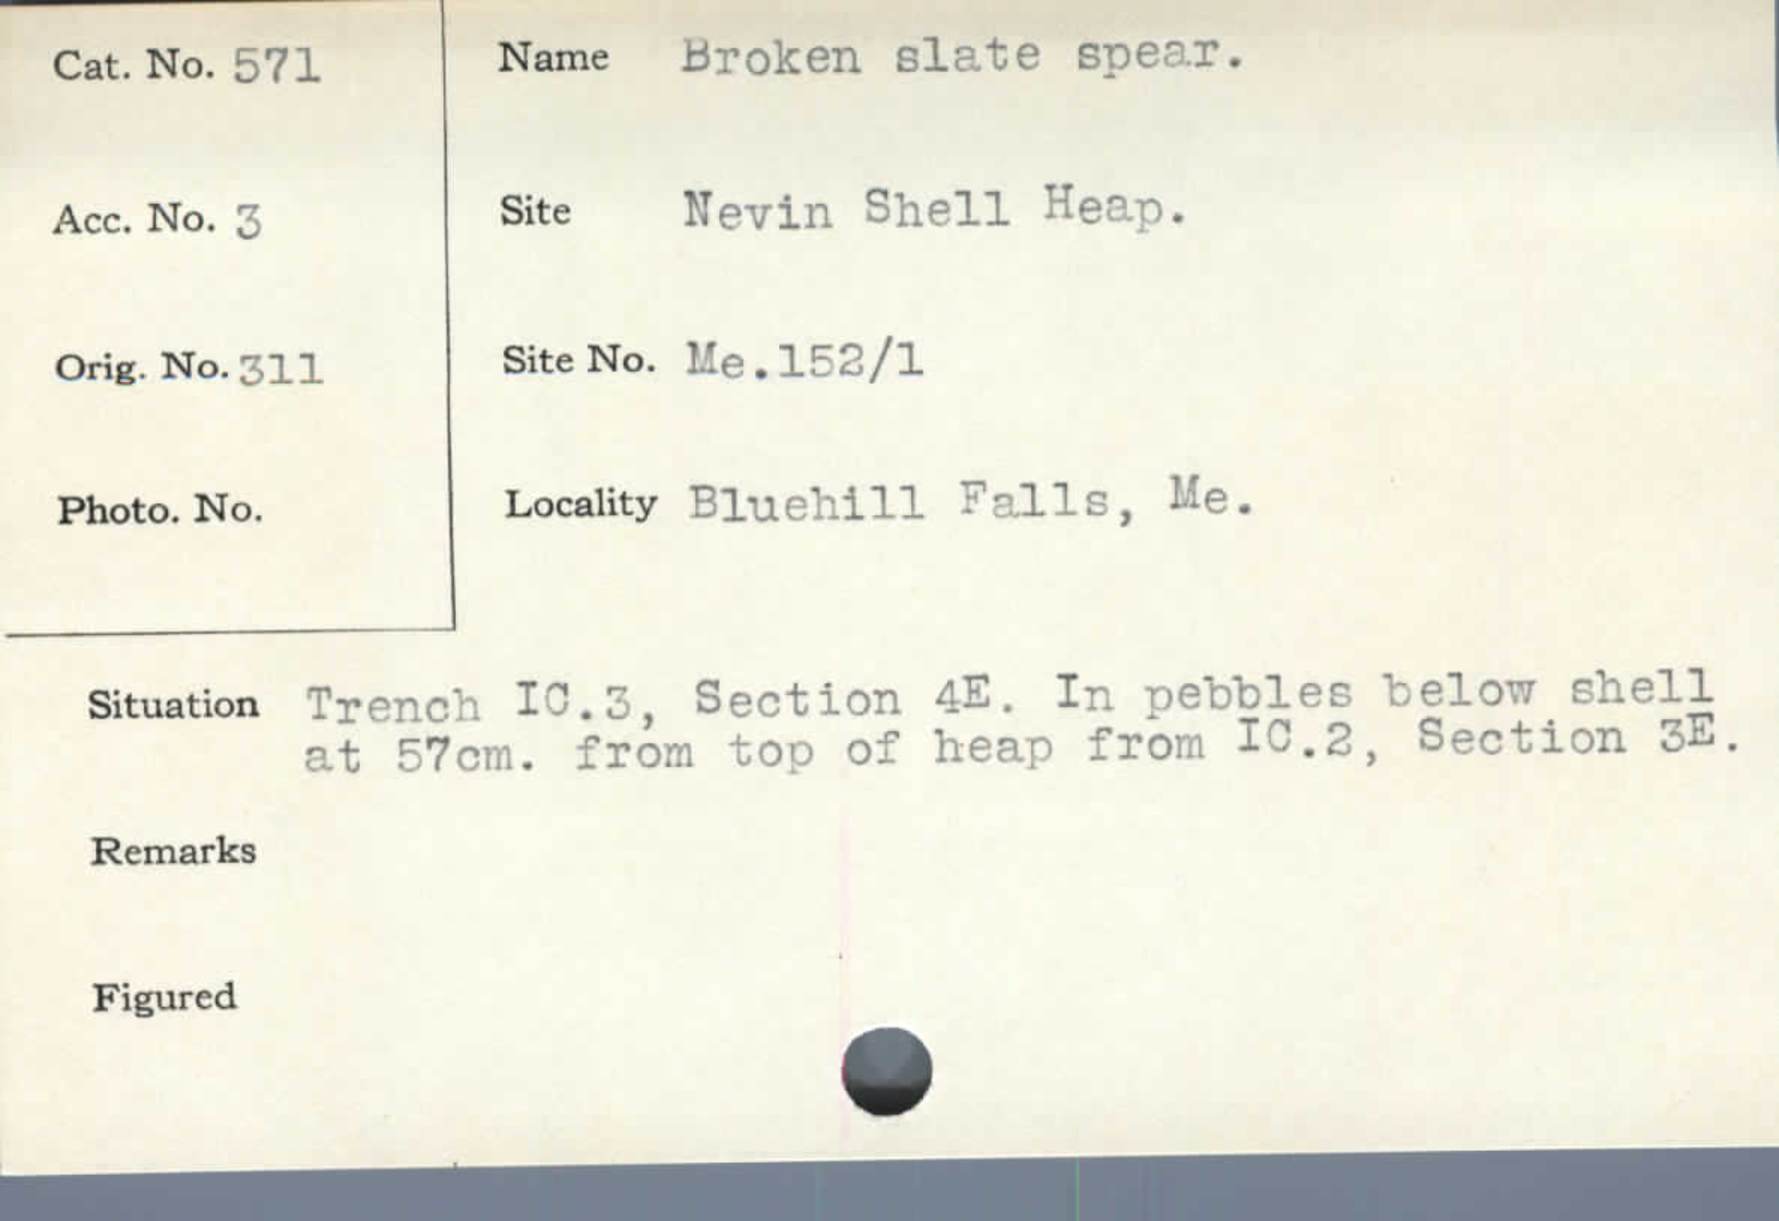 Cat. No. 571
Name Broken slate spear.
Acc. No. 3
Site Nevin Shell Heap.
Orig. No. 311
Site No. Me.152/1
Photo. No.
Locality Bluehill Falls, Me.
Situation Trench IC.3, Section 4E. In pebbles below shell
at 57cm. from top of heap from IC.2, Section 3E.
Remarks
Figured